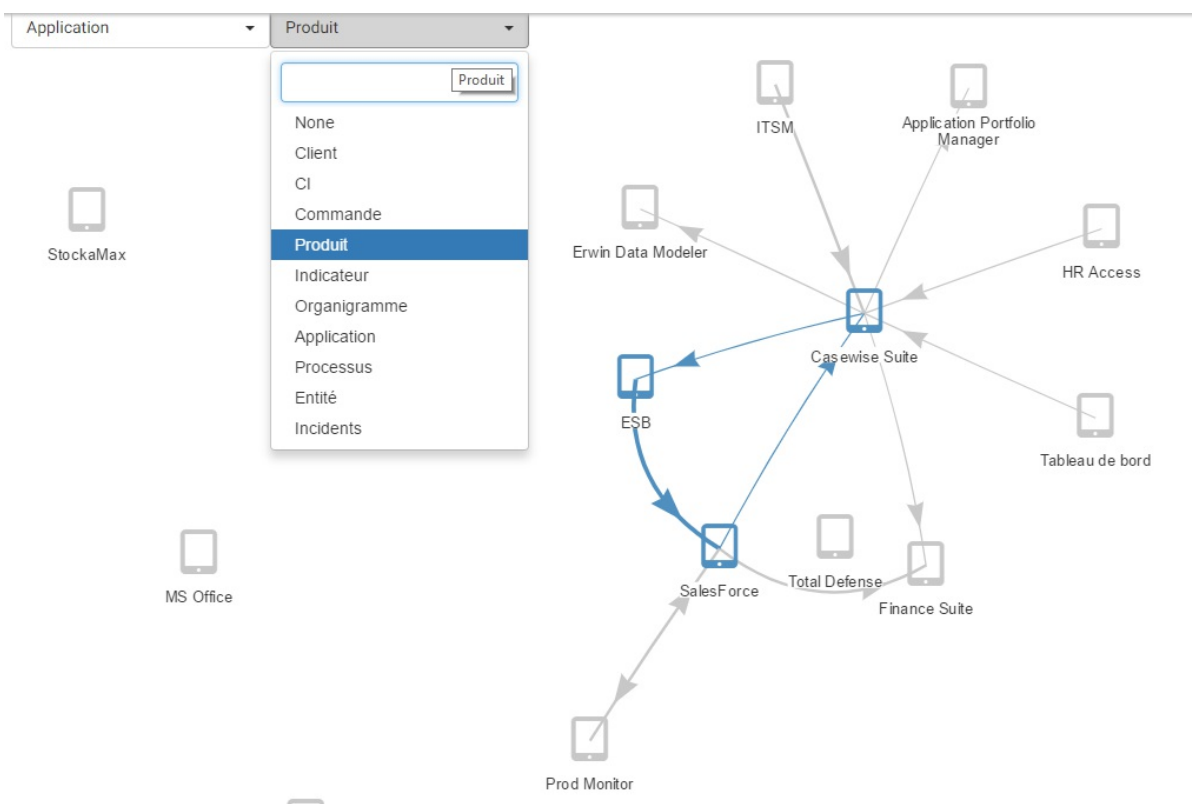 Application
Produit
Produit
None
Client
CI
Commande
Produit
Indicateur
Organigramme
Application
Processus
Entité
Incidents
ITSM
Application Portfolio
Manager
StockaMax
Erwin Data Modeler
HR Access
Casewise Suite
ESB
Tableau de bord
MS Office
SalesForce
Total Defense
Finance Suite
Prod Monitor